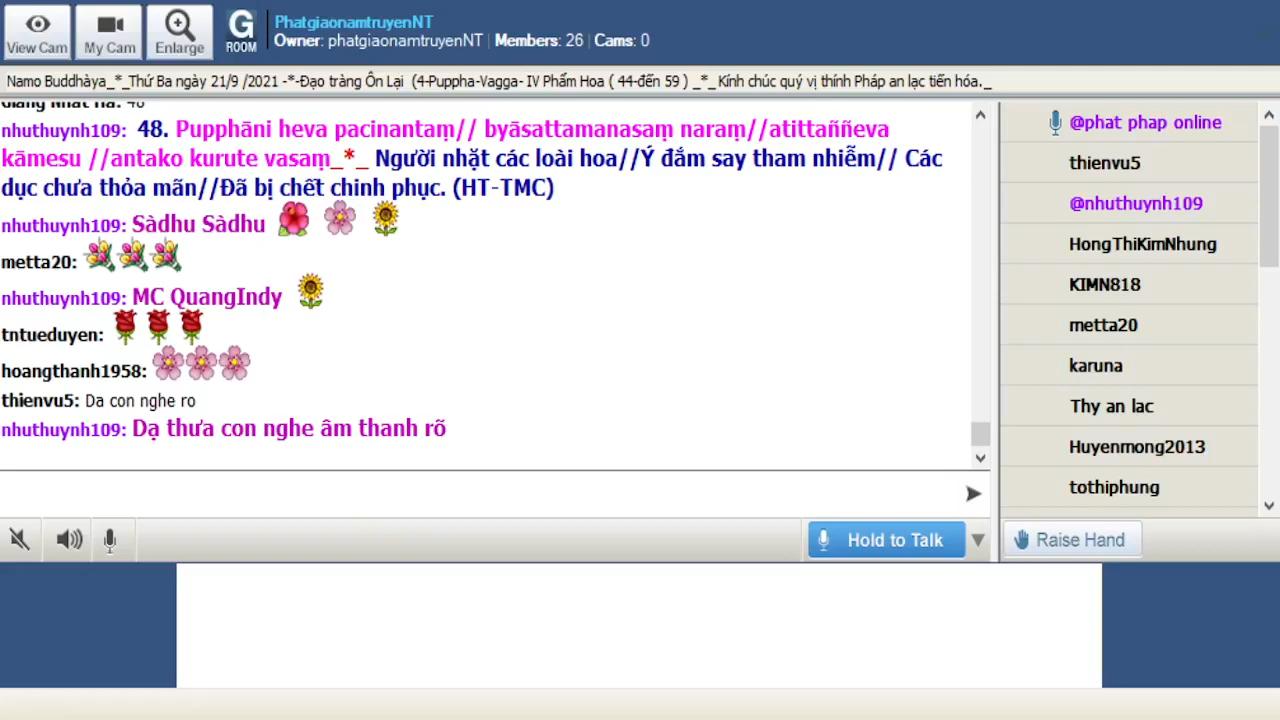 View Cam
My Cam
Enlarge
G
ROOM
PhatgiaonamtruyenNT
Owner: phatgiaonamtruyenNT | Members: 26 | Cams: 0
Namo Buddhàya_*_Thứ Ba ngày 21/9 /2021 -*-Đạo tràng Ôn Lại (4-Puppha-Vagga- IV Phẩm Hoa ( 44-đến 59 ) _*_Kính chúc quý vị thính Pháp an lạc tiến hóa._
Giang Nhat Ha: 48
nhuthuynh109: 48. Pupphāni heva pacinantaṃ// byāsattamanasaṃ naraṃ//atittaññeva
kāmesu //antako kurute vasaṃ_*_ Người nhặt các loài hoa//Ý đắm say tham nhiễm// Các
dục chưa thỏa mãn//Đã bị chết chinh phục. (HT-TMC)
nhuthuynh109: Sàdhu Sàdhu
metta20:
nhuthuynh109: MC QuangIndy
tntueduyen:
hoangthanh1958:
thienvu5: Da con nghe ro
nhuthuynh109: Dạ thưa con nghe âm thanh rõ
@phat phap online
thienvu5
@nhuthuynh109
HongThiKimNhung
KIMN818
metta20
karuna
Thy an lac
Huyenmong2013
tothiphung
Hold to Talk
Raise Hand